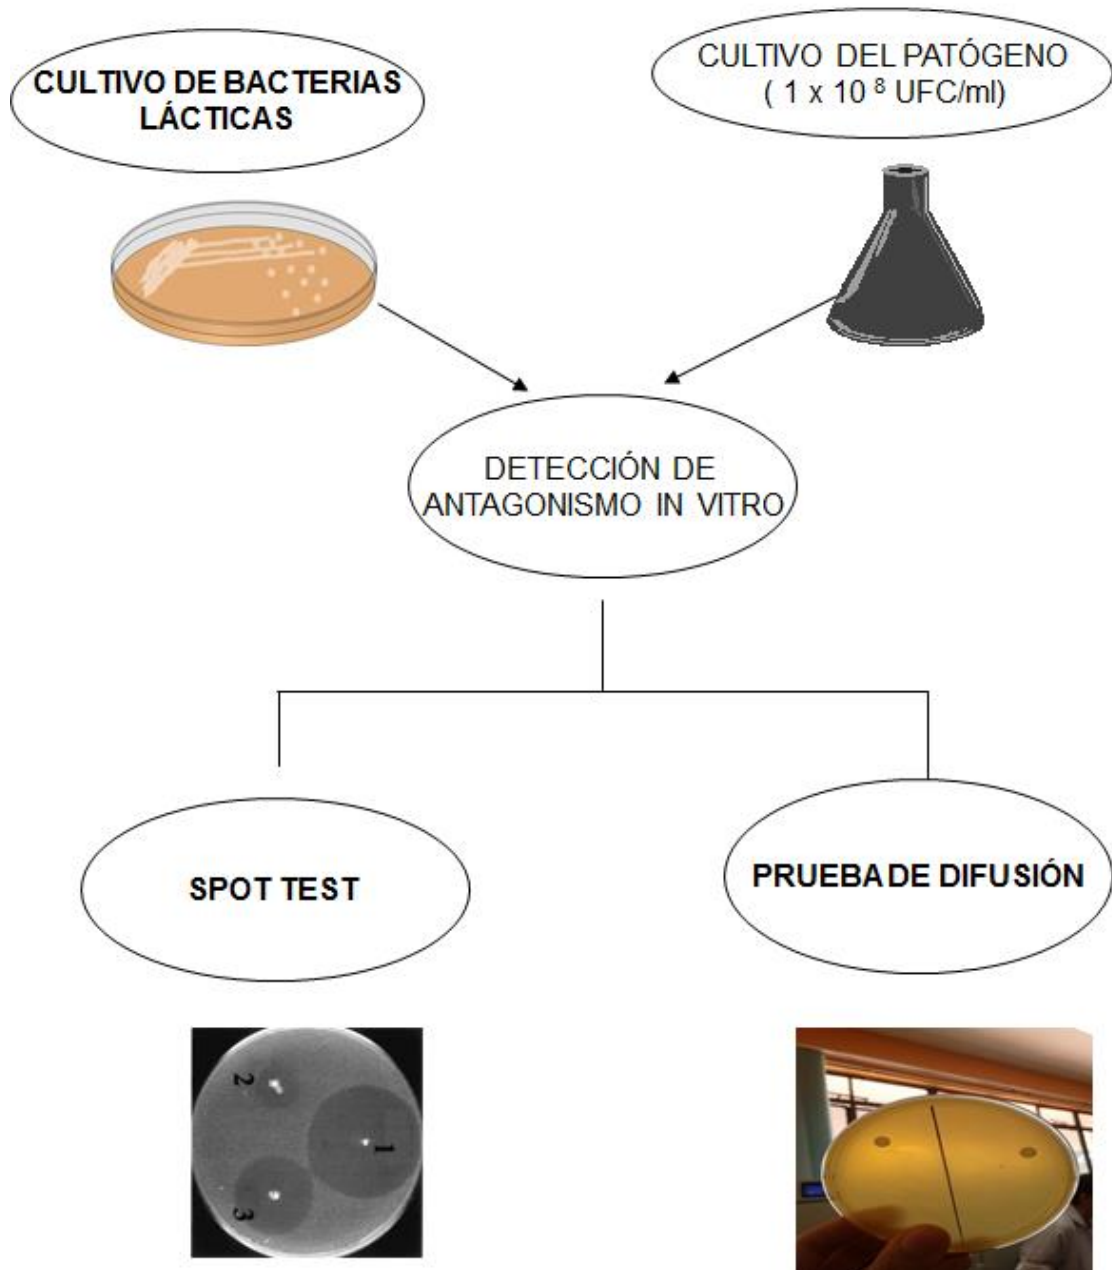 CULTIVO DE BACTERIAS
LÁCTICAS
CULTIVO DEL PATÓGENO
( 1 x 10 ⁸ UFC/ml)
DETECCIÓN DE
ANTAGONISMO IN VITRO
SPOT TEST
PRUEBA DE DIFUSIÓN
2
1
3